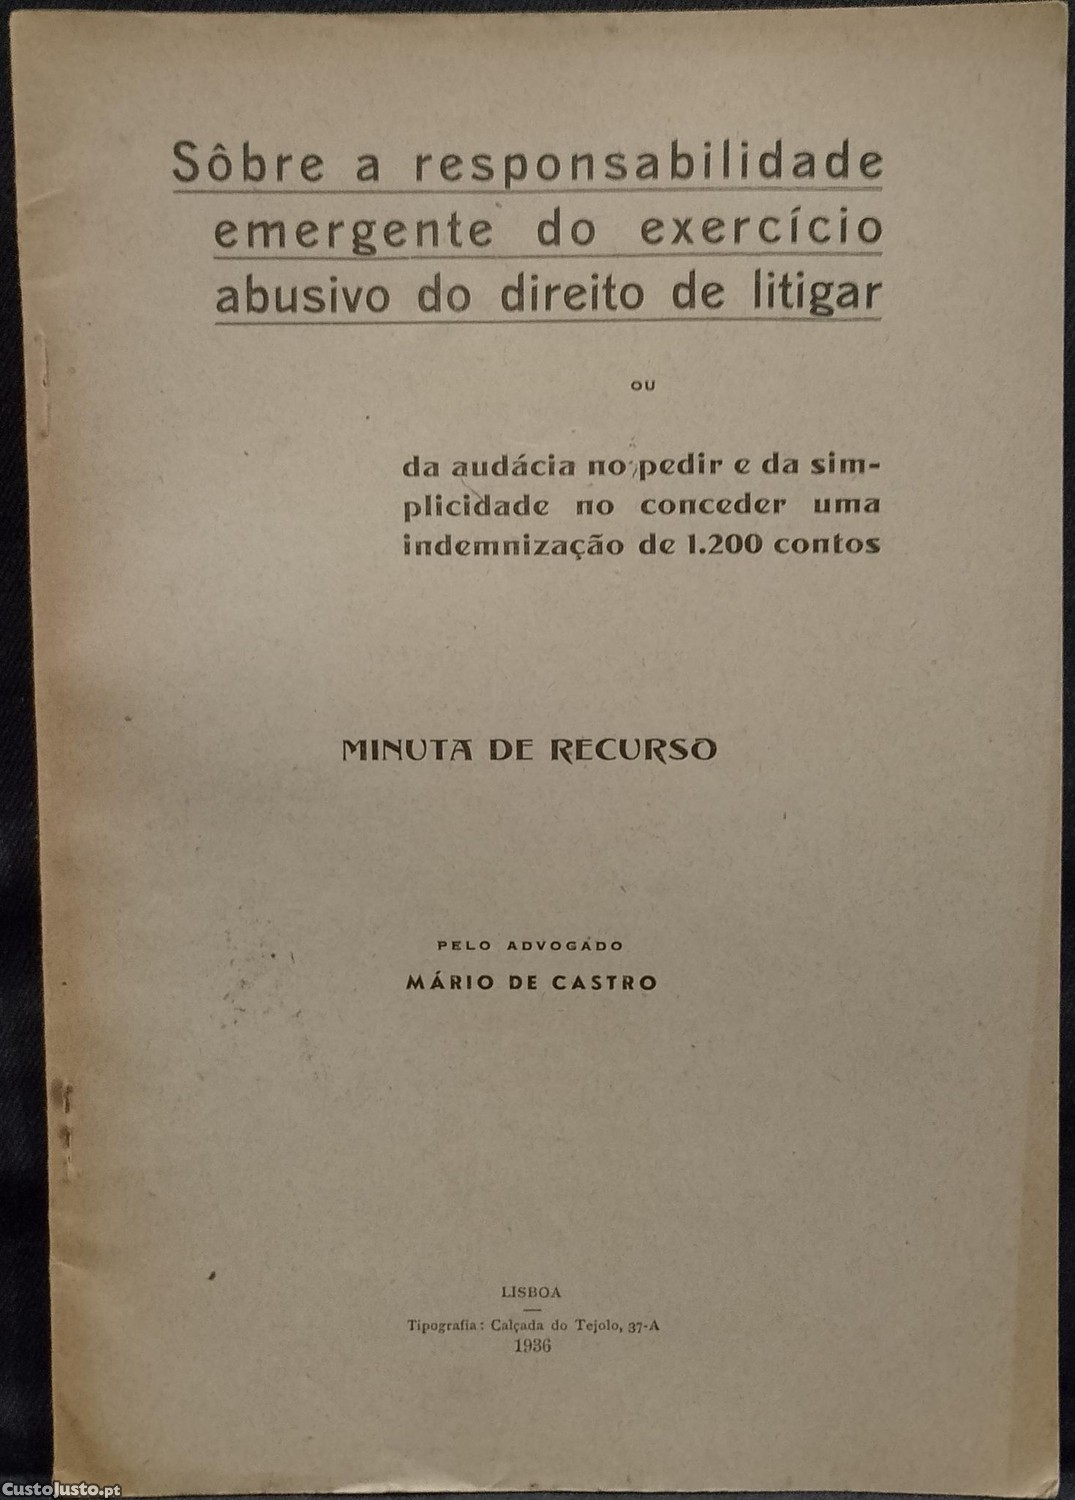 Sôbre a responsabilidade
emergente do exercício
abusivo do direito de litigar
OU
da audácia no pedir e da sim-
plicidade no conceder uma
indemnização de 1.200 contos
MINUTA DE RECURSO
PELO ADVOGADO
MÁRIO DE CASTRO
LISBOA
Tipografia: Calçada do Tejolo, 37-A
1936
CustoJusto.pt